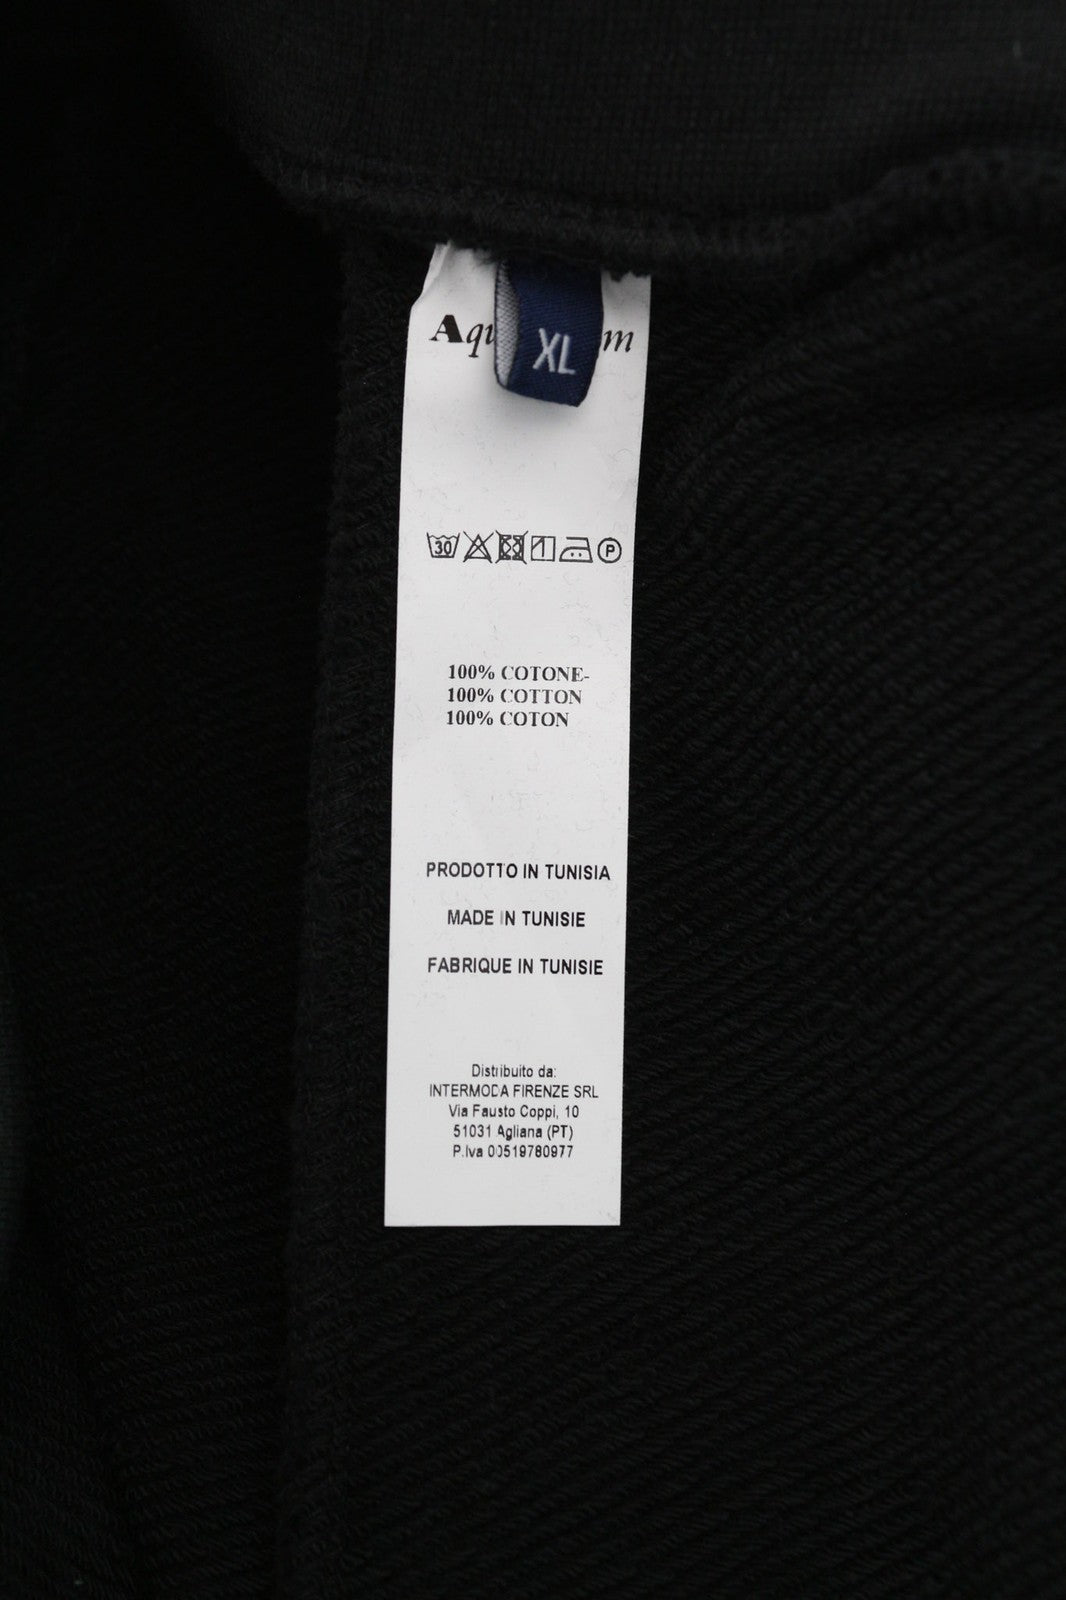 XL
30
P
100% COTONE-
100% COTTON
100% COTON
PRODOTTO IN TUNISIA
MADE IN TUNISIE
FABRIQUE IN TUNISIE
Distribuito da:
INTERMODA FIRENZE SRL
Via Fausto Coppi, 10
51031 Agliana (PT)
P.Iva 00519780977